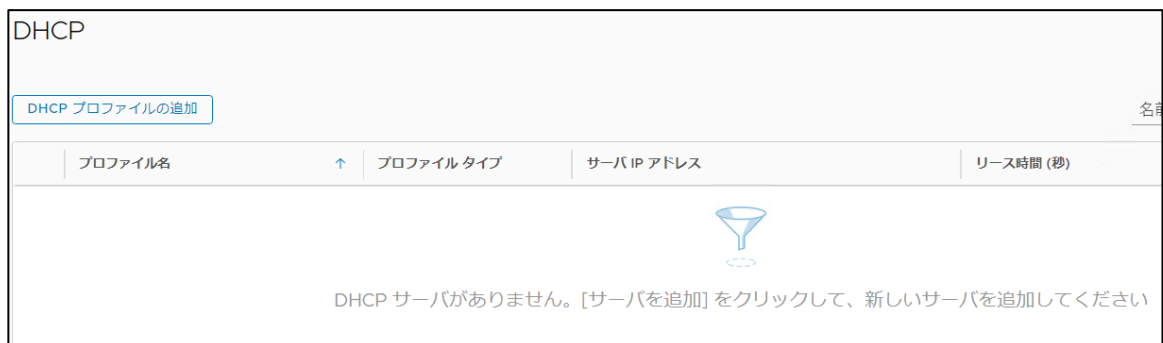 DHCP
DHCP プロファイルの追加
名前
プロファイル名 プロファイル タイプ サーバ IP アドレス リース時間 (秒)
DHCP サーバがありません。[サーバを追加] をクリックして、新しいサーバを追加してください